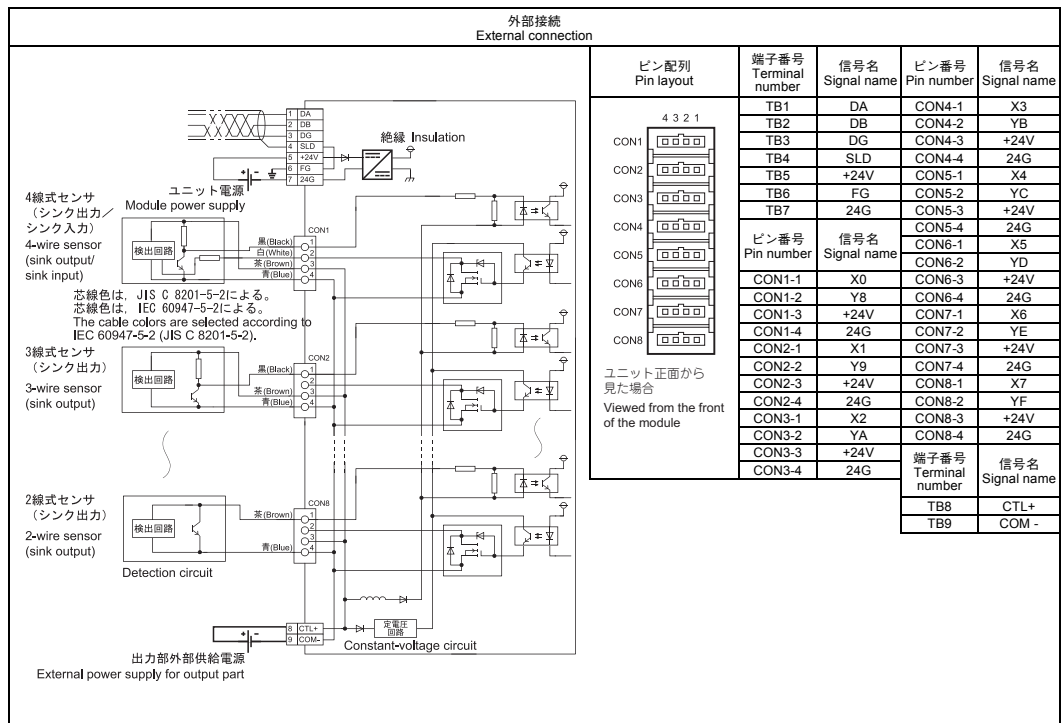 外部接続
External connection
1 DA
2 DB
3 DG
4 SLD
5 +24V
6 FG
7 24G
絶縁 Insulation
ユニット電源
Module power supply
4線式センサ
（シンク出力／
シンク入力）
4-wire sensor
(sink output/
sink input)
検出回路
CON1
黒(Black) 1
白(White) 2
茶(Brown) 3
青(Blue) 4
芯線色は，JIS C 8201-5-2による。
芯線色は，IEC 60947-5-2による。
The cable colors are selected according to
IEC 60947-5-2 (JIS C 8201-5-2).
3線式センサ
（シンク出力）
3-wire sensor
(sink output)
検出回路
CON2
黒(Black) 1
2
茶(Brown) 3
青(Blue) 4
2線式センサ
（シンク出力）
2-wire sensor
(sink output)
検出回路
Detection circuit
CON8
茶(Brown) 1
2
3
青(Blue) 4
8 CTL+
9 COM-
定電圧
回路
Constant-voltage circuit
出力部外部供給電源
External power supply for output part
ピン配列
Pin layout
4 3 2 1
CON1
CON2
CON3
CON4
CON5
CON6
CON7
CON8
ユニット正面から
見た場合
Viewed from the front
of the module
端子番号
Terminal
number
信号名
Signal name
TB1 DA
TB2 DB
TB3 DG
TB4 SLD
TB5 +24V
TB6 FG
TB7 24G
ピン番号
Pin number
信号名
Signal name
CON1-1 X0
CON1-2 Y8
CON1-3 +24V
CON1-4 24G
CON2-1 X1
CON2-2 Y9
CON2-3 +24V
CON2-4 24G
CON3-1 X2
CON3-2 YA
CON3-3 +24V
CON3-4 24G
ピン番号
Pin number
信号名
Signal name
CON4-1 X3
CON4-2 YB
CON4-3 +24V
CON4-4 24G
CON5-1 X4
CON5-2 YC
CON5-3 +24V
CON5-4 24G
CON6-1 X5
CON6-2 YD
CON6-3 +24V
CON6-4 24G
CON7-1 X6
CON7-2 YE
CON7-3 +24V
CON7-4 24G
CON8-1 X7
CON8-2 YF
CON8-3 +24V
CON8-4 24G
端子番号
Terminal
number
信号名
Signal name
TB8 CTL+
TB9 COM -